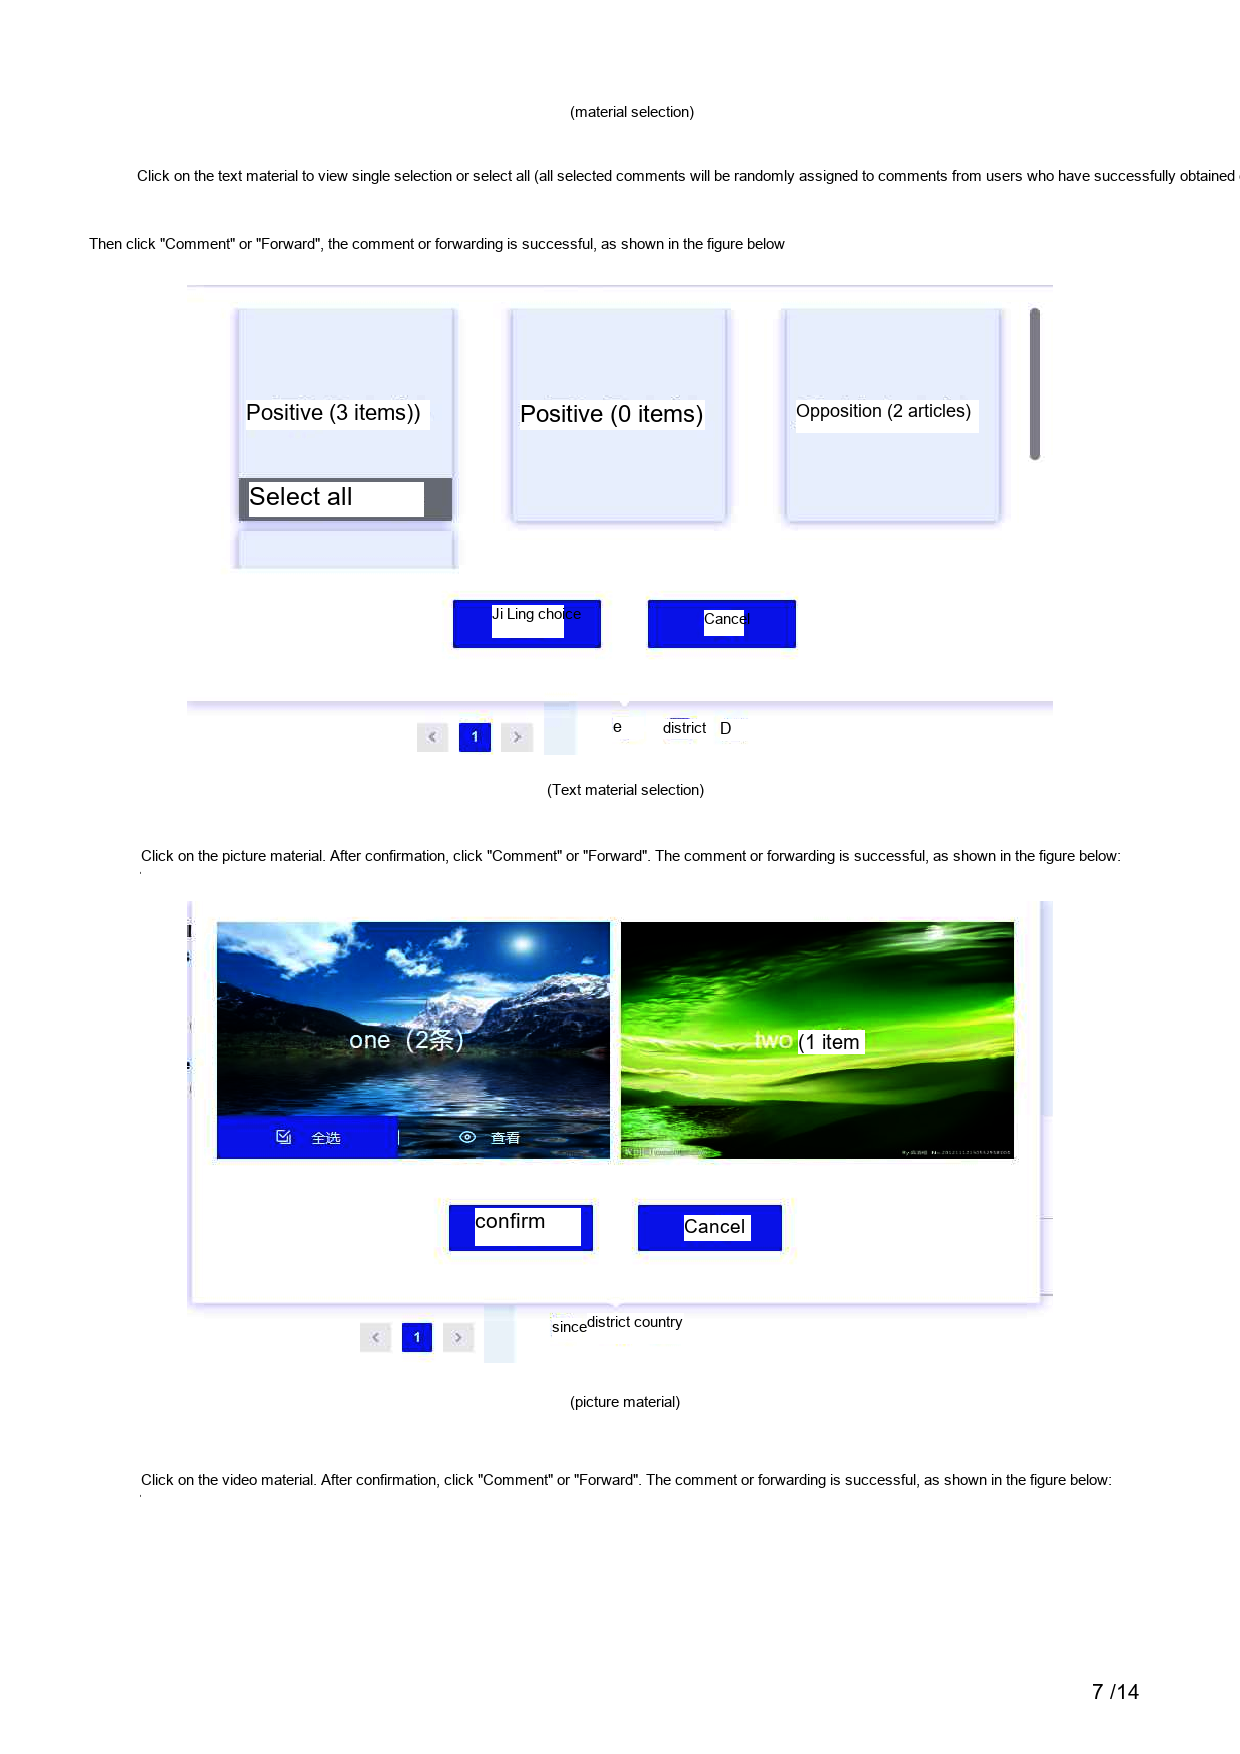 (material selection)
Click on the text material to view single selection or select all (all selected comments will be randomly assigned to comments from users who have successfully obtained
Then click "Comment" or "Forward", the comment or forwarding is successful, as shown in the figure below
Positive (3 items))
Positive (0 items)
Opposition (2 articles)
Select all
Ji Ling choice
Cancel
1
e
district
D
(Text material selection)
Click on the picture material. After confirmation, click "Comment" or "Forward". The comment or forwarding is successful, as shown in the figure below:
one (2条)
two (1 item
全选
查看
confirm
Cancel
1
since
district country
(picture material)
Click on the video material. After confirmation, click "Comment" or "Forward". The comment or forwarding is successful, as shown in the figure below:
7 /14